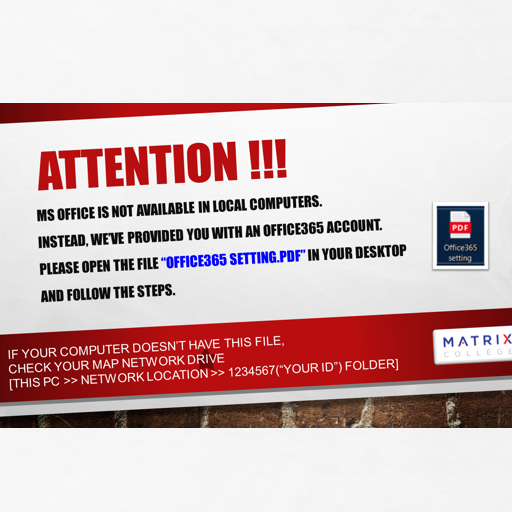 ATTENTION !!!
MS OFFICE IS NOT AVAILABLE IN LOCAL COMPUTERS.
INSTEAD, WE'VE PROVIDED YOU WITH AN OFFICE365 ACCOUNT.
PLEASE OPEN THE FILE “OFFICE365 SETTING.PDF” IN YOUR DESKTOP
AND FOLLOW THE STEPS.
PDF
Office365
setting
IF YOUR COMPUTER DOESN'T HAVE THIS FILE,
CHECK YOUR MAP NETWORK DRIVE
[THIS PC >> NETWORK LOCATION >> 1234567(“YOUR ID”) FOLDER]
MATRIX
COLLEGE